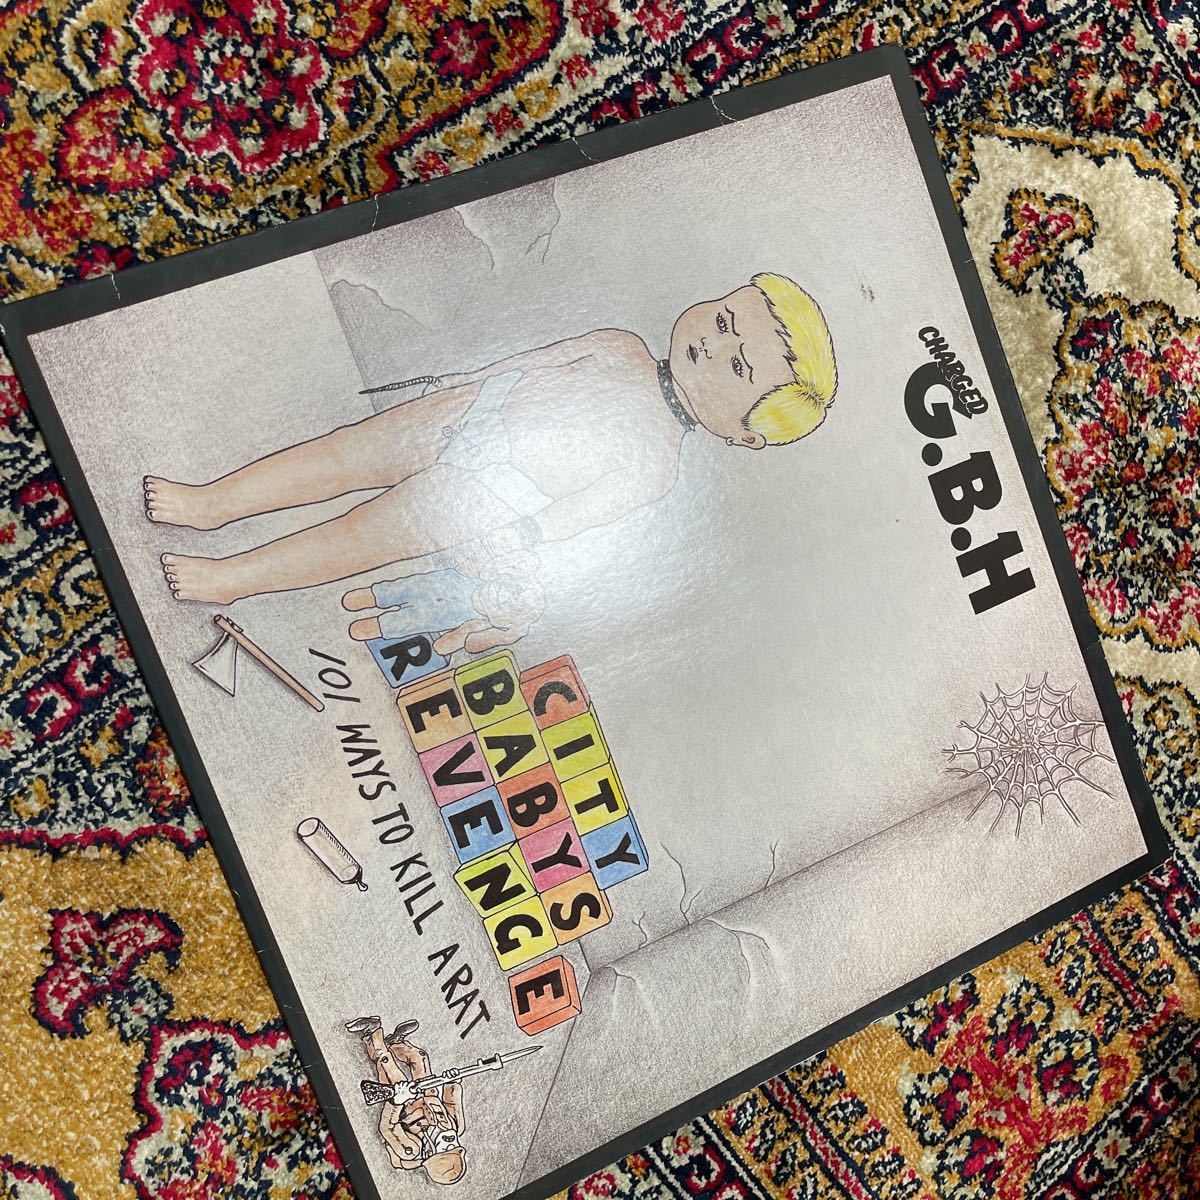 CHARGED
G.B.H
CITY
BABYS
REVENGE
101 WAYS TO KILL A RAT